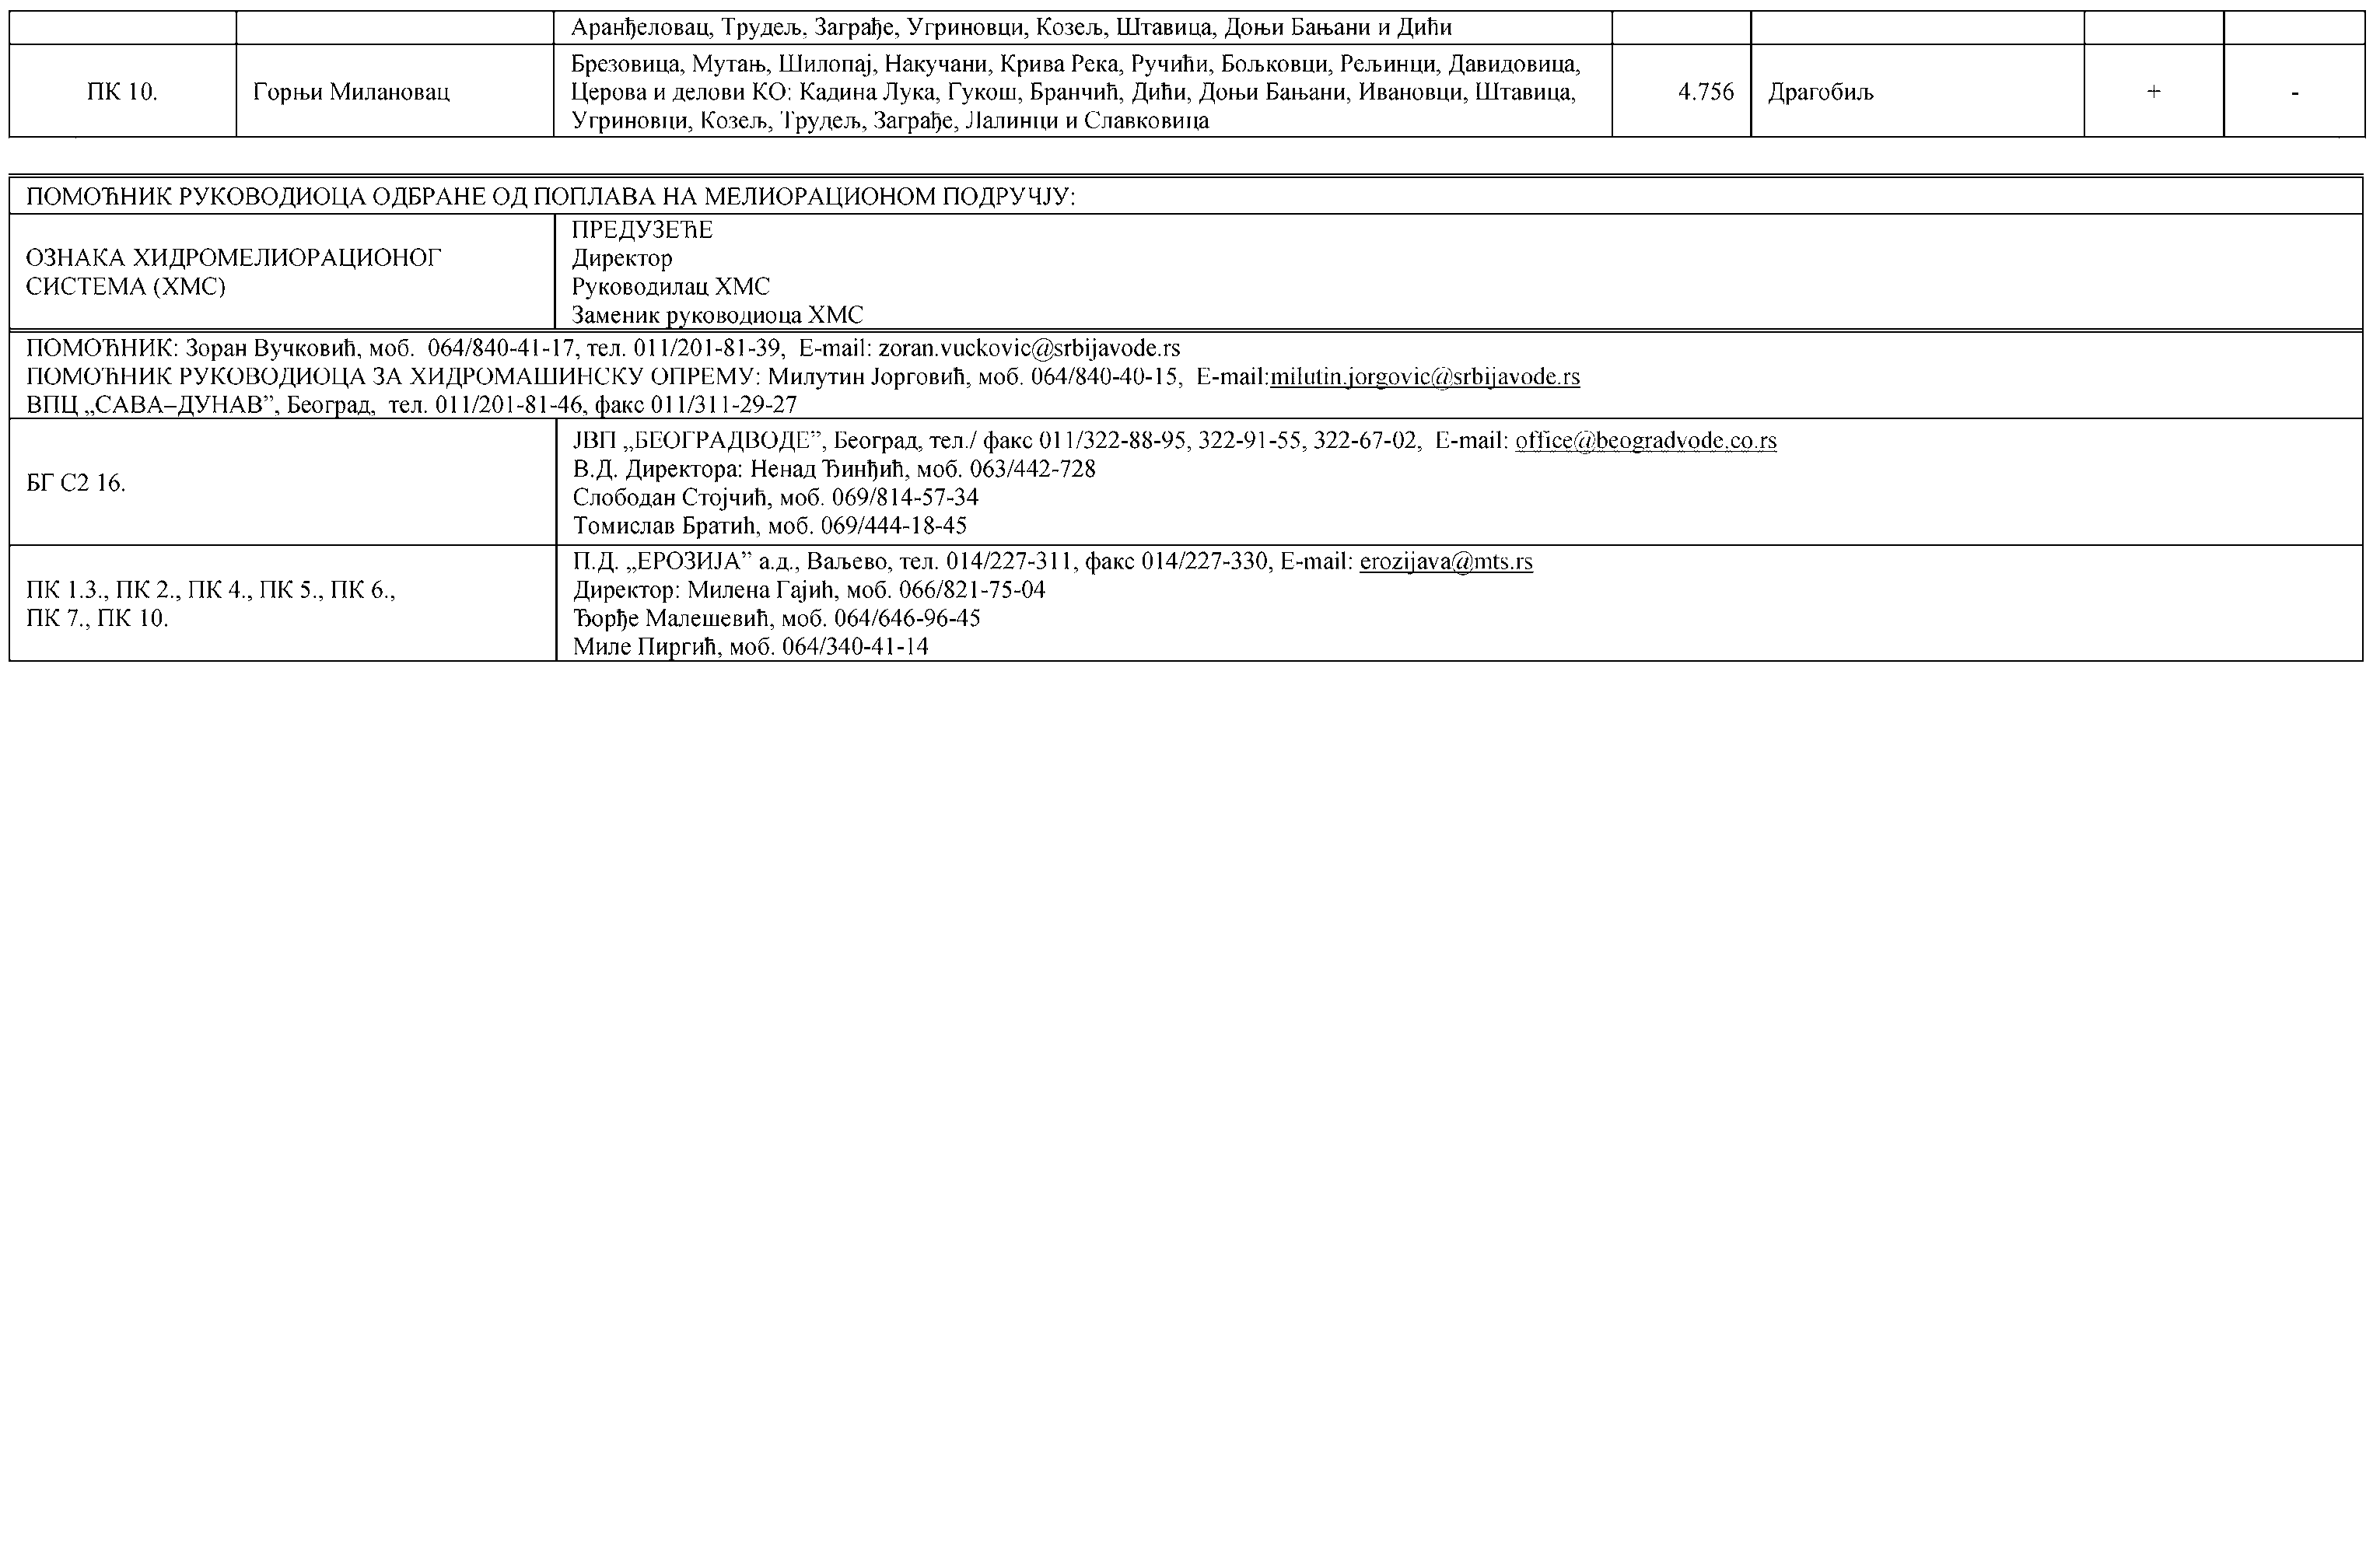 Аранђеловац, Трудељ, Заграђе, Угриновци, Козељ, Штавица, Доњи Бањани и Дићи
ПК 10.
Горњи Милановац
Брезовица, Мутањ, Шилопај, Накучани, Крива Река, Ручићи, Бољковци, Рељинци, Давидовица,
Церова и делови КО: Кадина Лука, Гукош, Бранчић, Дићи, Доњи Бањани, Ивановци, Штавица,
Угриновци, Козељ, Трудељ, Заграђе, Лалинци и Славковица
4.756
Драгобиљ
+
-
ПОМОЋНИК РУКОВОДИОЦА ОДБРАНЕ ОД ПОПЛАВА НА МЕЛИОРАЦИОНОМ ПОДРУЧЈУ:
ОЗНАКА ХИДРОМЕЛИОРАЦИОНОГ
СИСТЕМА (ХМС)
ПРЕДУЗЕЋЕ
Директор
Руководилац ХМС
Заменик руководиоца ХМС
ПОМОЋНИК: Зоран Вучковић, моб.  064/840-41-17, тел. 011/201-81-39,  E-mail: zoran.vuckovic@srbijavode.rs
ПОМОЋНИК РУКОВОДИОЦА ЗА ХИДРОМАШИНСКУ ОПРЕМУ: Милутин Јорговић, моб. 064/840-40-15,  E-mail:milutin.jorgovic@srbijavode.rs
ВПЦ „САВА–ДУНАВ”, Београд,  тел. 011/201-81-46, факс 011/311-29-27
БГ С2 16.
ЈВП „БЕОГРАДВОДЕ”, Београд, тел./ факс 011/322-88-95, 322-91-55, 322-67-02,  E-mail: office@beogradvode.co.rs
В.Д. Директора: Ненад Ђинђић, моб. 063/442-728
Слободан Стојчић, моб. 069/814-57-34
Томислав Братић, моб. 069/444-18-45
ПК 1.3., ПК 2., ПК 4., ПК 5., ПК 6.,
ПК 7., ПК 10.
П.Д. „ЕРОЗИЈА” а.д., Ваљево, тел. 014/227-311, факс 014/227-330, E-mail: erozijava@mts.rs
Директор: Милена Гајић, моб. 066/821-75-04
Ђорђе Малешевић, моб. 064/646-96-45
Миле Пиргић, моб. 064/340-41-14